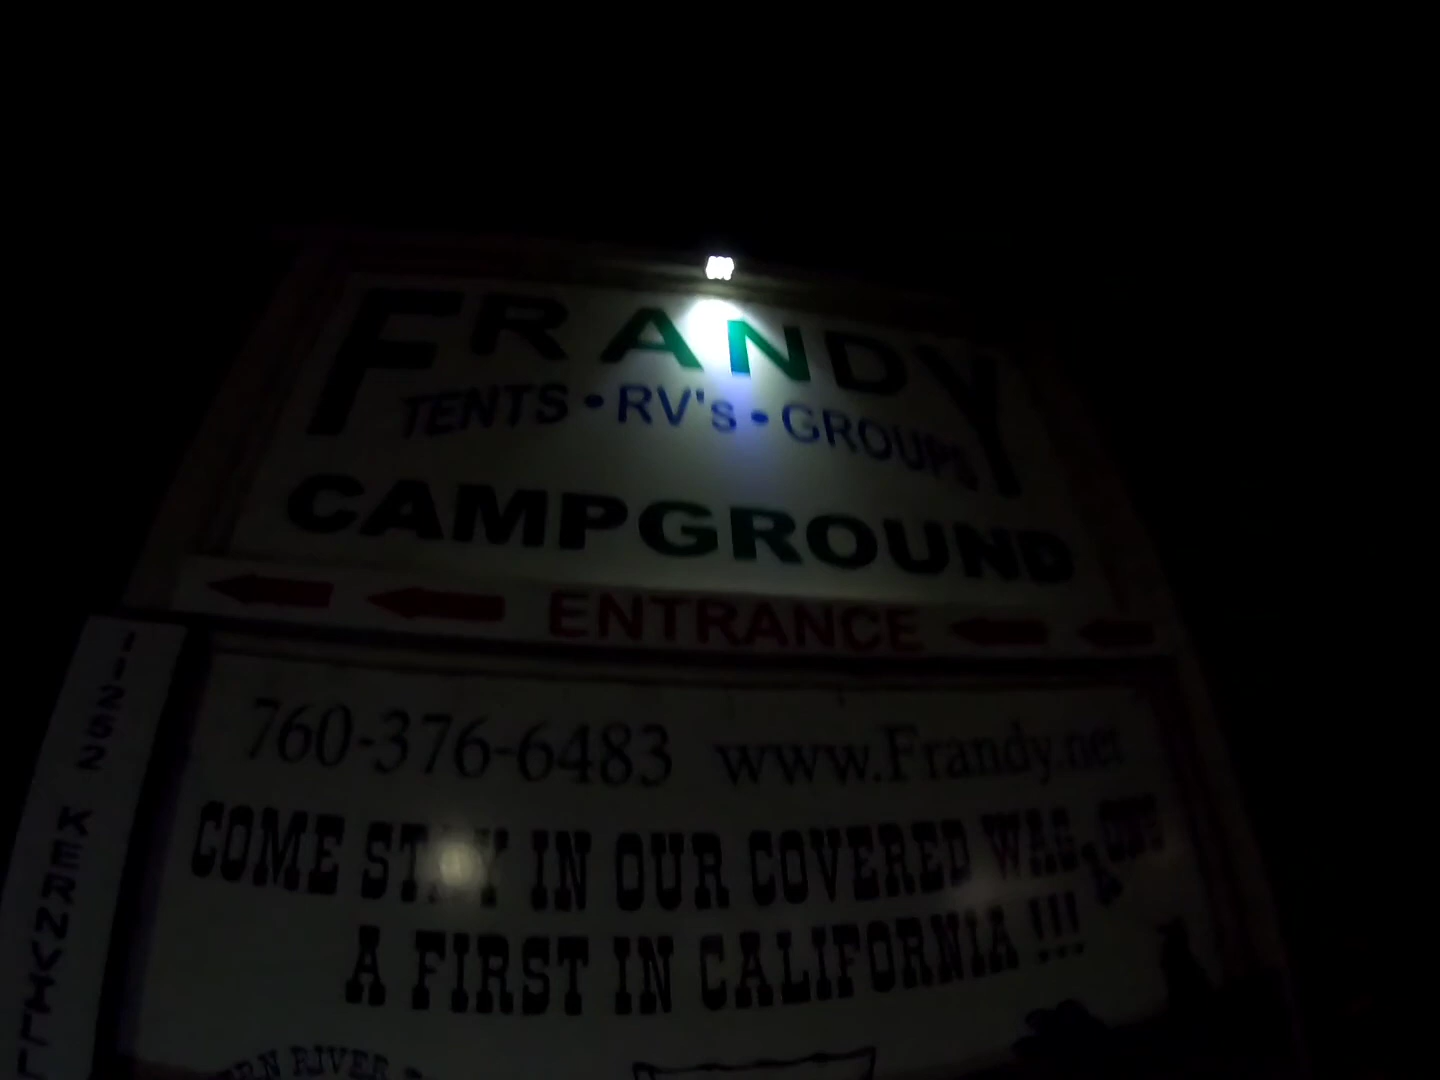 FRANDY
TENTS • RV's • GROUPS
CAMPGROUND
ENTRANCE
760-376-6483 www.Frandy.net
COME STAY IN OUR COVERED WAGONS
A FIRST IN CALIFORNIA !!!
RIVER
11252